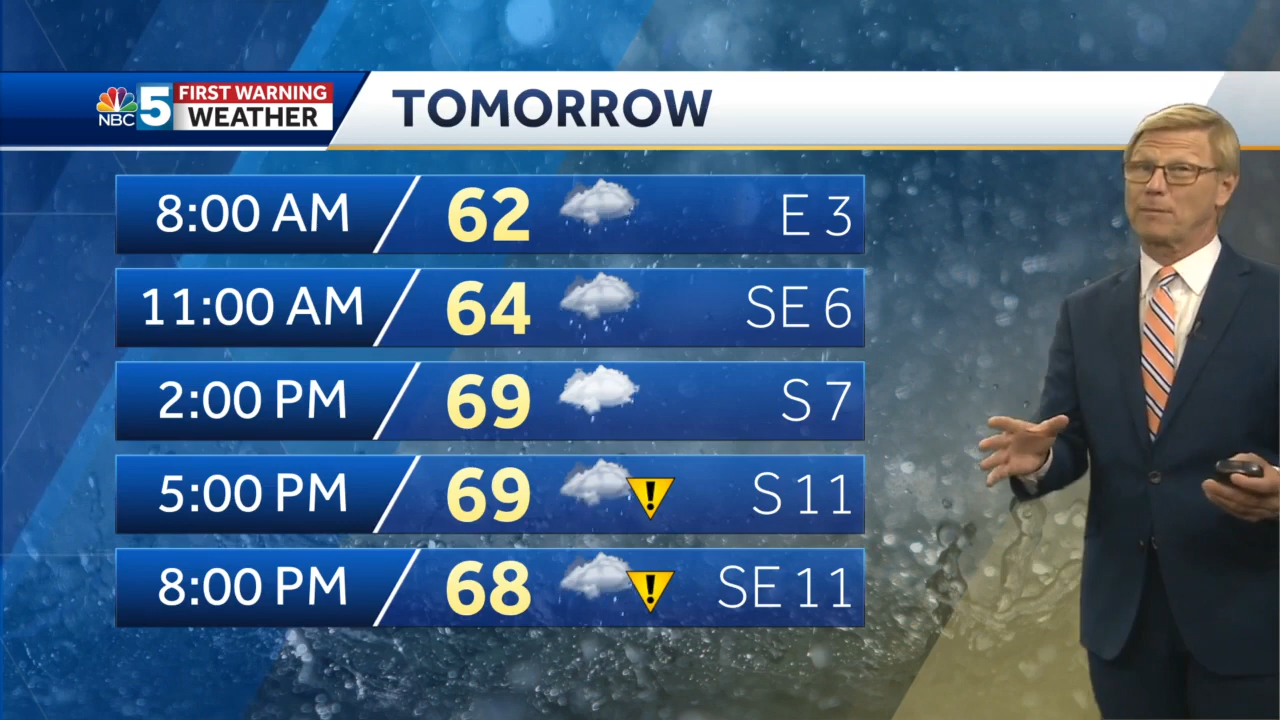 NBC 5 FIRST WARNING WEATHER
TOMORROW
8:00 AM 62 E 3
11:00 AM 64 SE 6
2:00 PM 69 S 7
5:00 PM 69 ! S 11
8:00 PM 68 ! SE 11